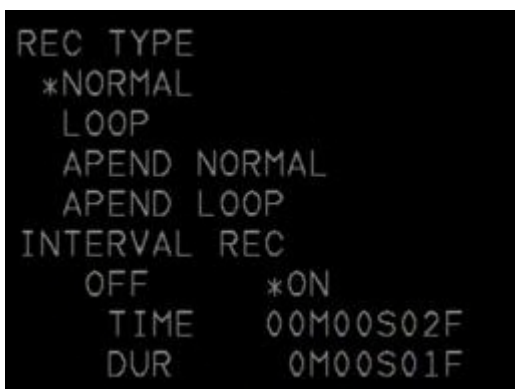 REC TYPE
*NORMAL
LOOP
APEND NORMAL
APEND LOOP
INTERVAL REC
OFF *ON
TIME 00M00S02F
DUR 0M00S01F